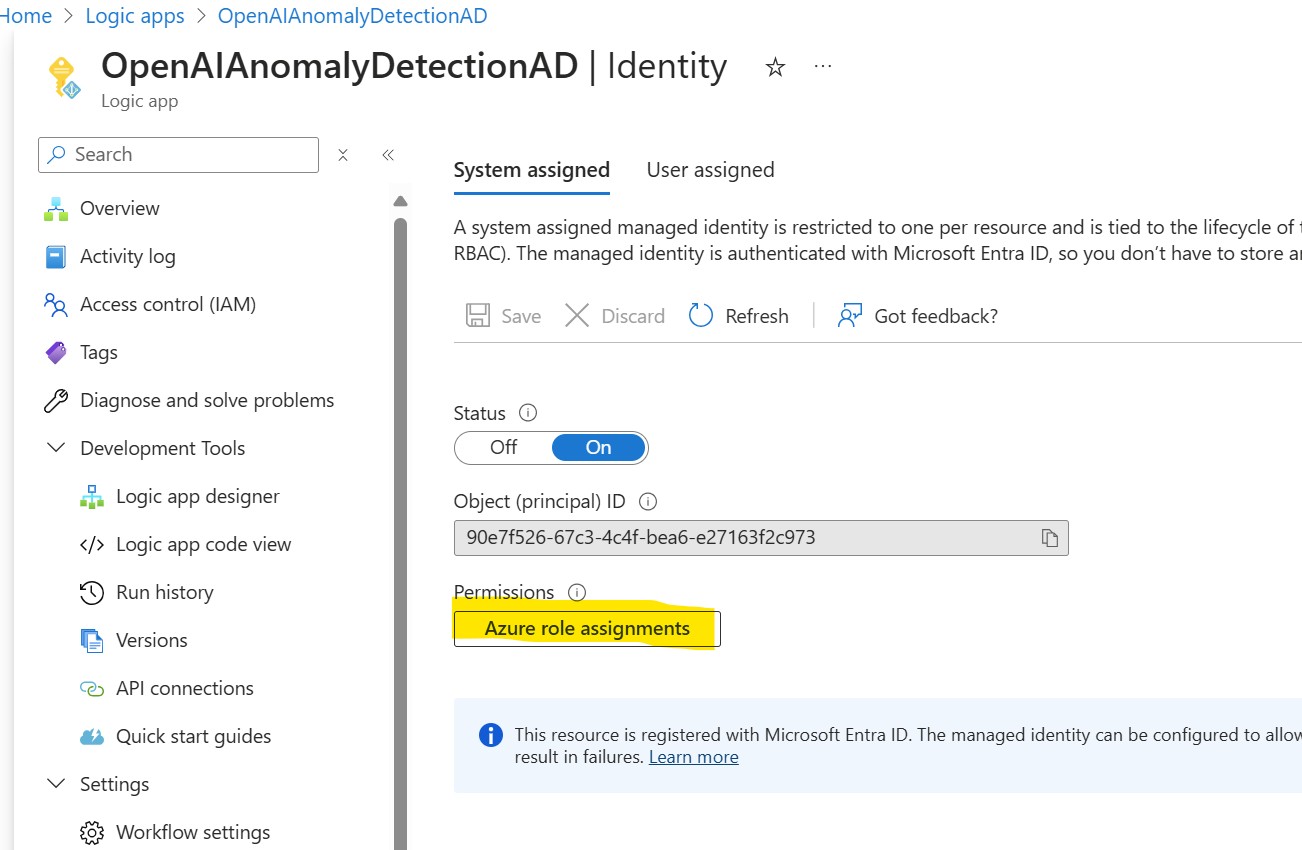 Home > Logic apps > OpenAIAnomalyDetectionAD
OpenAIAnomalyDetectionAD | Identity
Logic app
Search
System assigned User assigned
A system assigned managed identity is restricted to one per resource and is tied to the lifecycle of
RBAC). The managed identity is authenticated with Microsoft Entra ID, so you don't have to store
Save Discard Refresh Got feedback?
Overview
Activity log
Access control (IAM)
Tags
Diagnose and solve problems
Development Tools
Logic app designer
Logic app code view
Run history
Versions
API connections
Quick start guides
Settings
Workflow settings
Status
Off On
Object (principal) ID
90e7f526-67c3-4c4f-bea6-e27163f2c973
Permissions
Azure role assignments
This resource is registered with Microsoft Entra ID. The managed identity can be configured to allow
result in failures. Learn more